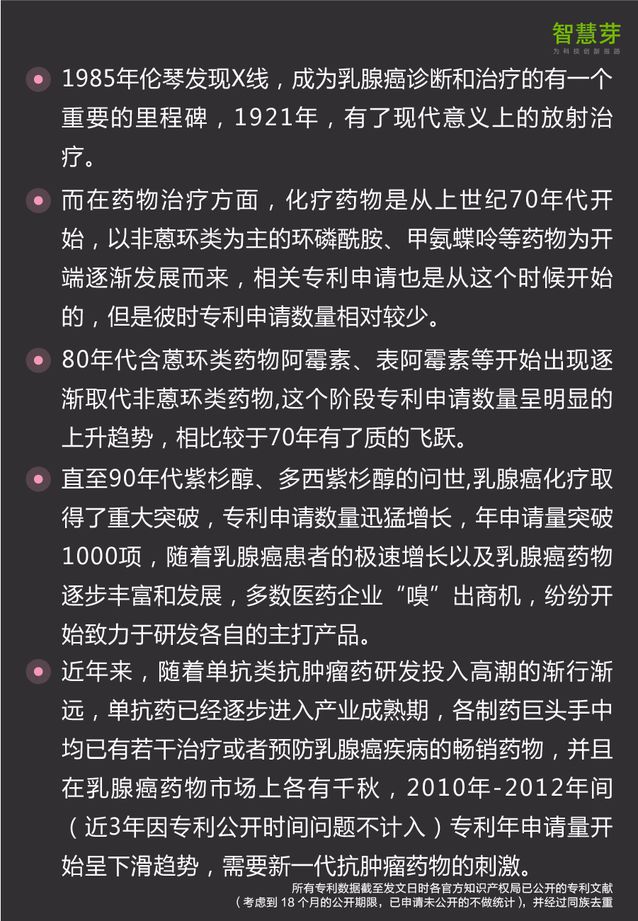 智慧芽
为科技创新指路
1985年伦琴发现X线，成为乳腺癌诊断和治疗的有一个
重要的里程碑，1921年，有了现代意义上的放射治
疗。
而在药物治疗方面，化疗药物是从上世纪70年代开
始，以非蒽环类为主的环磷酰胺、甲氨蝶呤等药物为开
端逐渐发展而来，相关专利申请也是从这个时候开始
的，但是彼时专利申请数量相对较少。
80年代含蒽环类药物阿霉素、表阿霉素等开始出现逐
渐取代非蒽环类药物,这个阶段专利申请数量呈明显的
上升趋势，相比较于70年有了质的飞跃。
直至90年代紫杉醇、多西紫杉醇的问世,乳腺癌化疗取
得了重大突破，专利申请数量迅猛增长，年申请量突破
1000项，随着乳腺癌患者的极速增长以及乳腺癌药物
逐步丰富和发展，多数医药企业“嗅”出商机，纷纷开
始致力于研发各自的主打产品。
近年来，随着单抗类抗肿瘤药研发投入高潮的渐行渐
远，单抗药已经逐步进入产业成熟期，各制药巨头手中
均已有若干治疗或者预防乳腺癌疾病的畅销药物，并且
在乳腺癌药物市场上各有千秋，2010年-2012年间
（近3年因专利公开时间问题不计入）专利年申请量开
始呈下滑趋势，需要新一代抗肿瘤药物的刺激。
所有专利数据截至发文日时各官方知识产权局已公开的专利文献
（考虑到 18 个月的公开期限，已申请未公开的不做统计），并经过同族去重